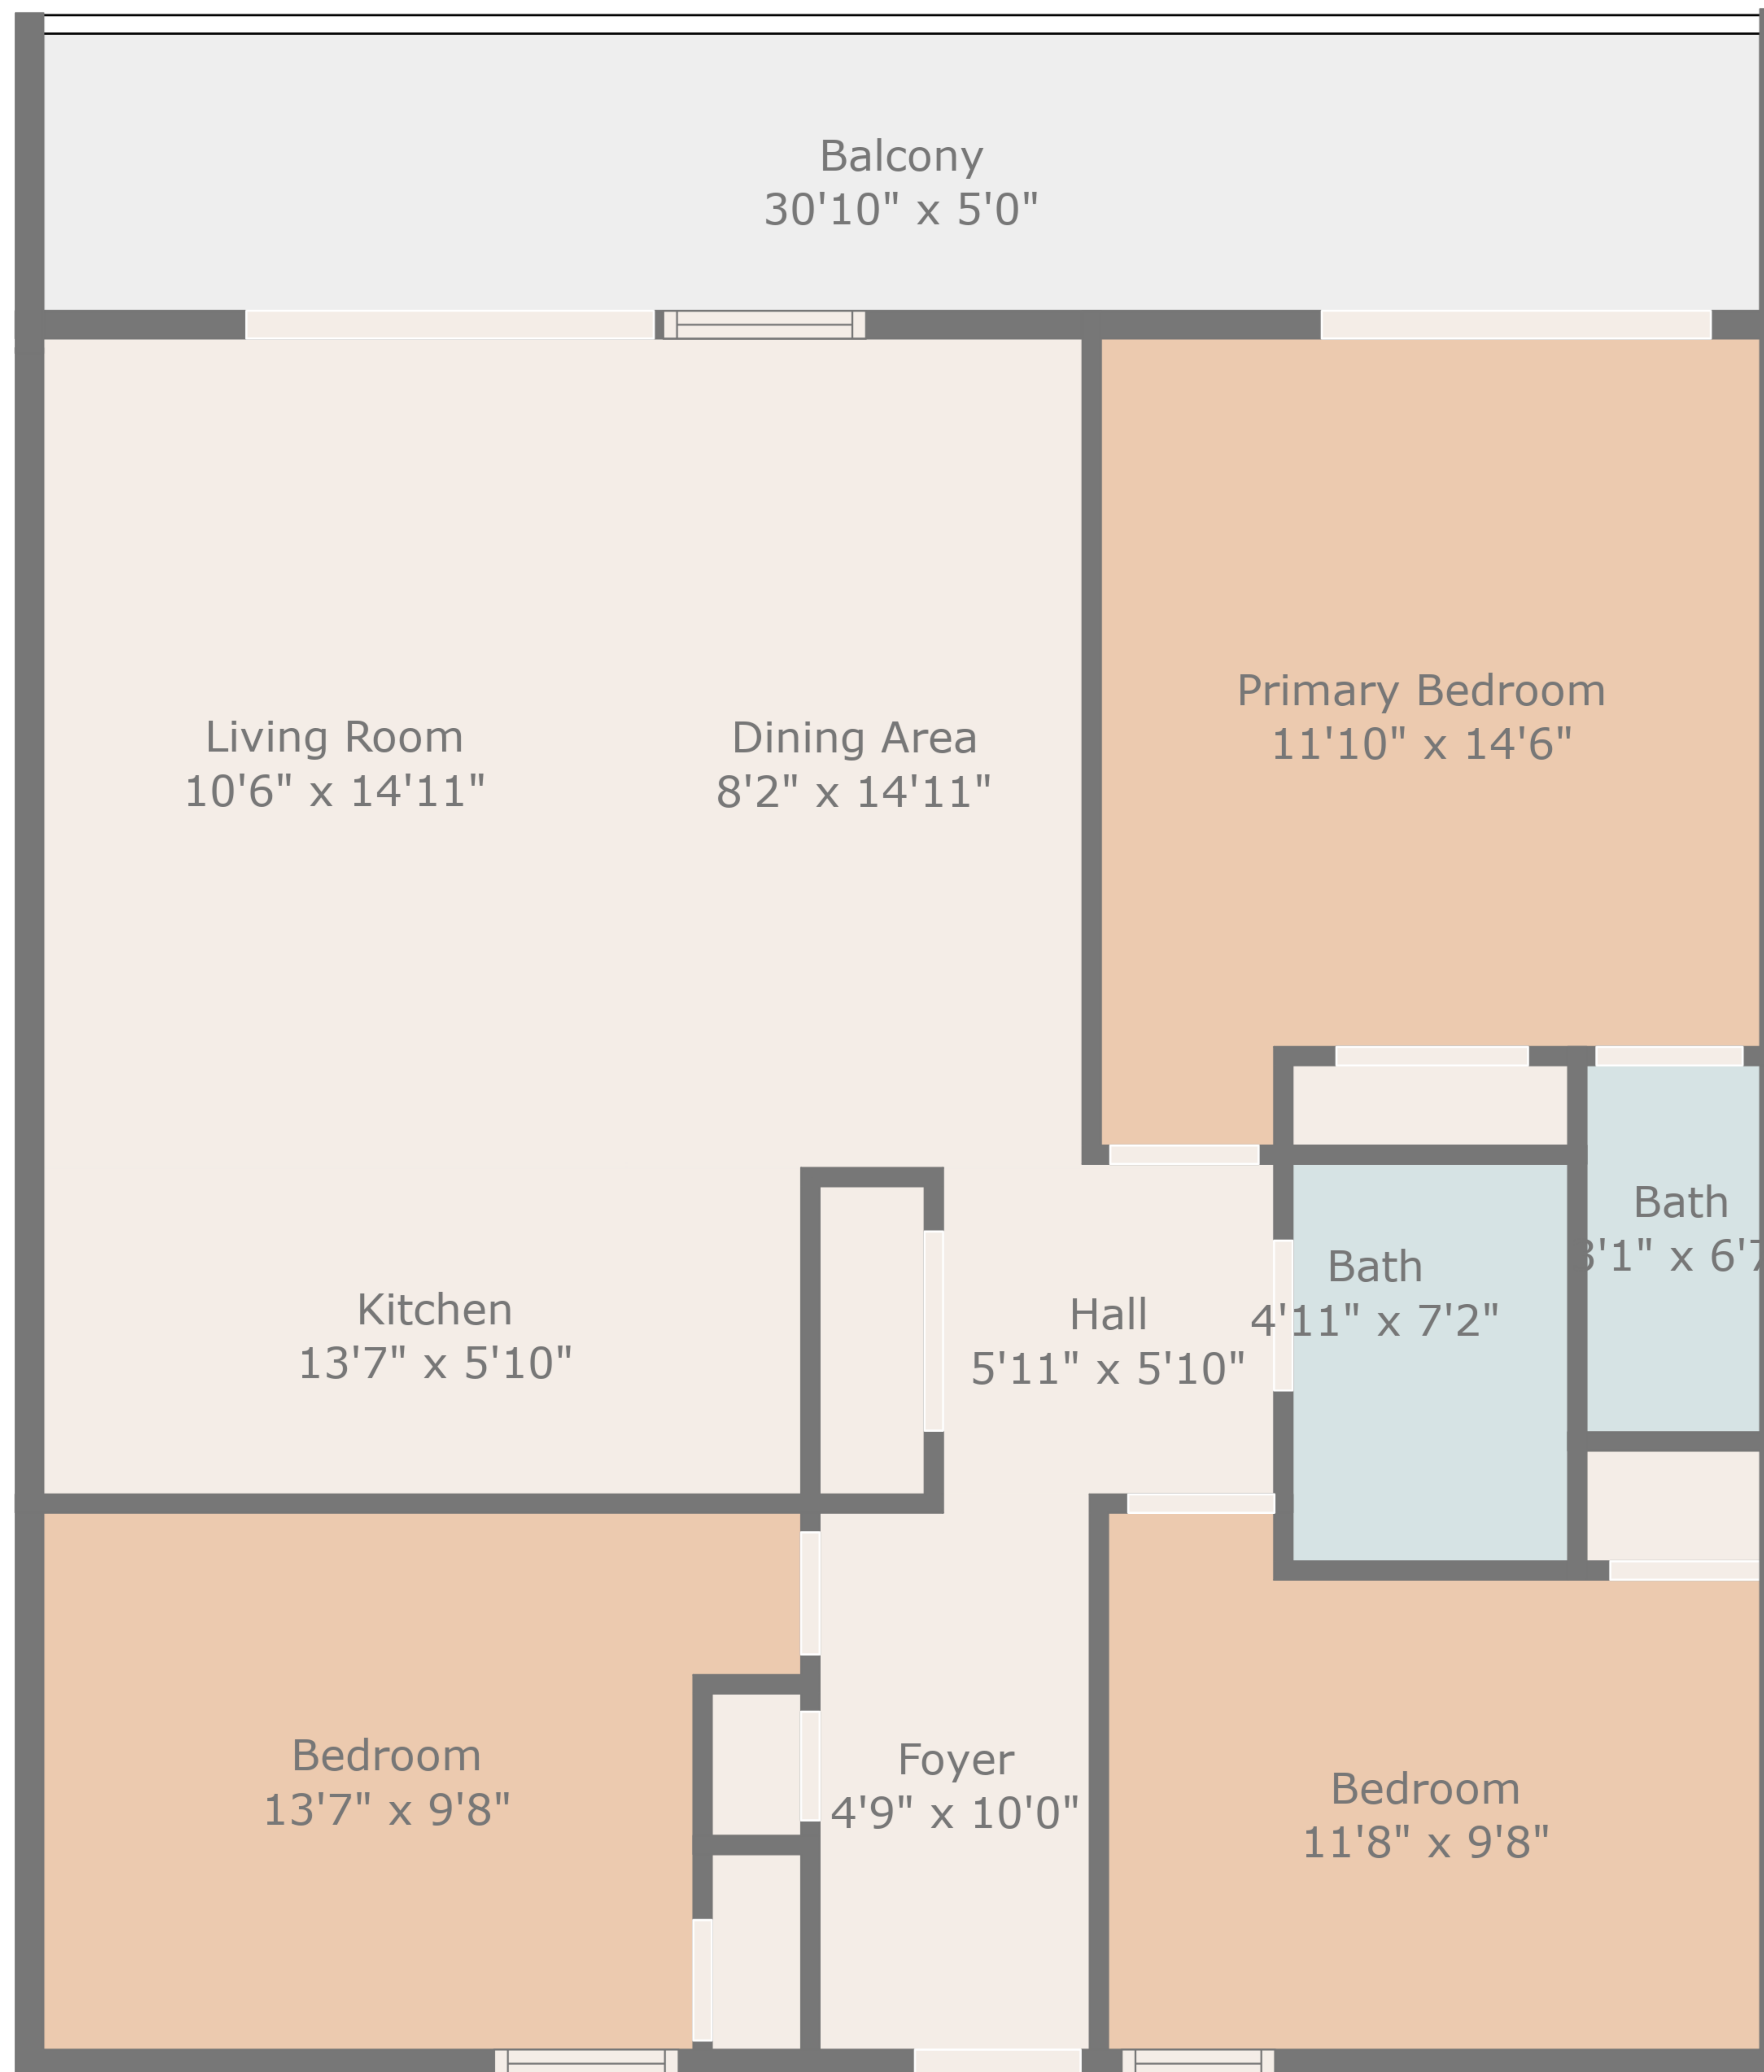 Balcony
30'10" x 5'0"
Living Room
10'6" x 14'11"
Dining Area
8'2" x 14'11"
Primary Bedroom
11'10" x 14'6"
Kitchen
13'7" x 5'10"
Hall
5'11" x 5'10"
Bath
4'11" x 7'2"
Bath
Bedroom
13'7" x 9'8"
Foyer
4'9" x 10'0"
Bedroom
11'8" x 9'8"